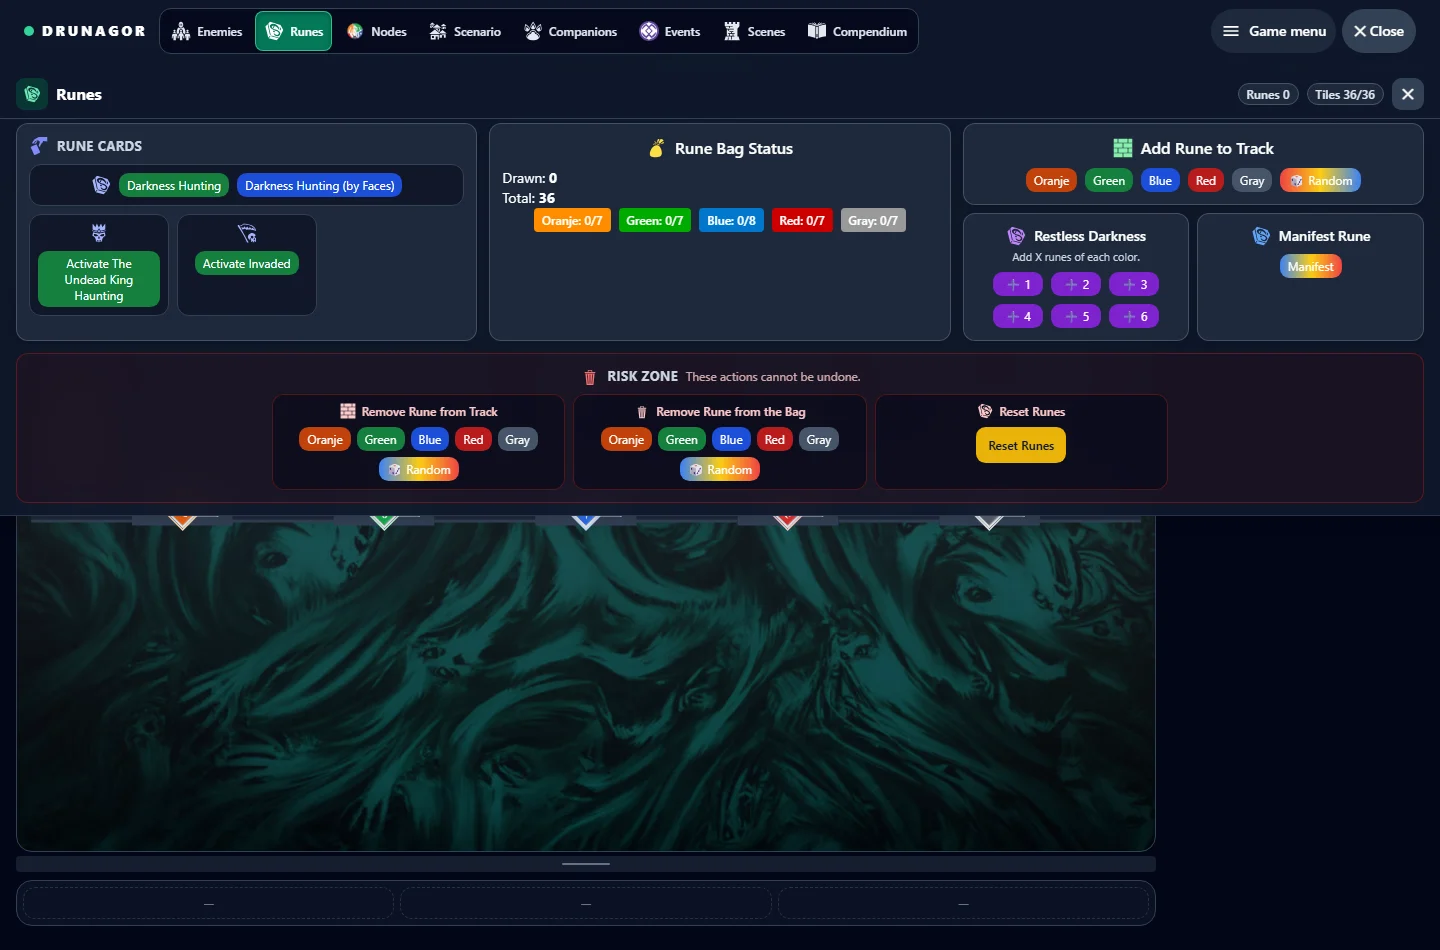 DRUNAGOR
Enemies
Runes
Nodes
Scenario
Companions
Events
Scenes
Compendium
Game menu
Close
Runes
Runes 0
Tiles 36/36
RUNE CARDS
Darkness Hunting
Darkness Hunting (by Faces)
Activate The
Undead King
Haunting
Activate Invaded
Rune Bag Status
Drawn: 0
Total: 36
Oranje: 0/7
Green: 0/7
Blue: 0/8
Red: 0/7
Gray: 0/7
Add Rune to Track
Oranje
Green
Blue
Red
Gray
Random
Restless Darkness
Add X runes of each color.
+ 1
+ 2
+ 3
+ 4
+ 5
+ 6
Manifest Rune
Manifest
RISK ZONE These actions cannot be undone.
Remove Rune from Track
Oranje
Green
Blue
Red
Gray
Random
Remove Rune from the Bag
Oranje
Green
Blue
Red
Gray
Random
Reset Runes
Reset Runes
—
—
—